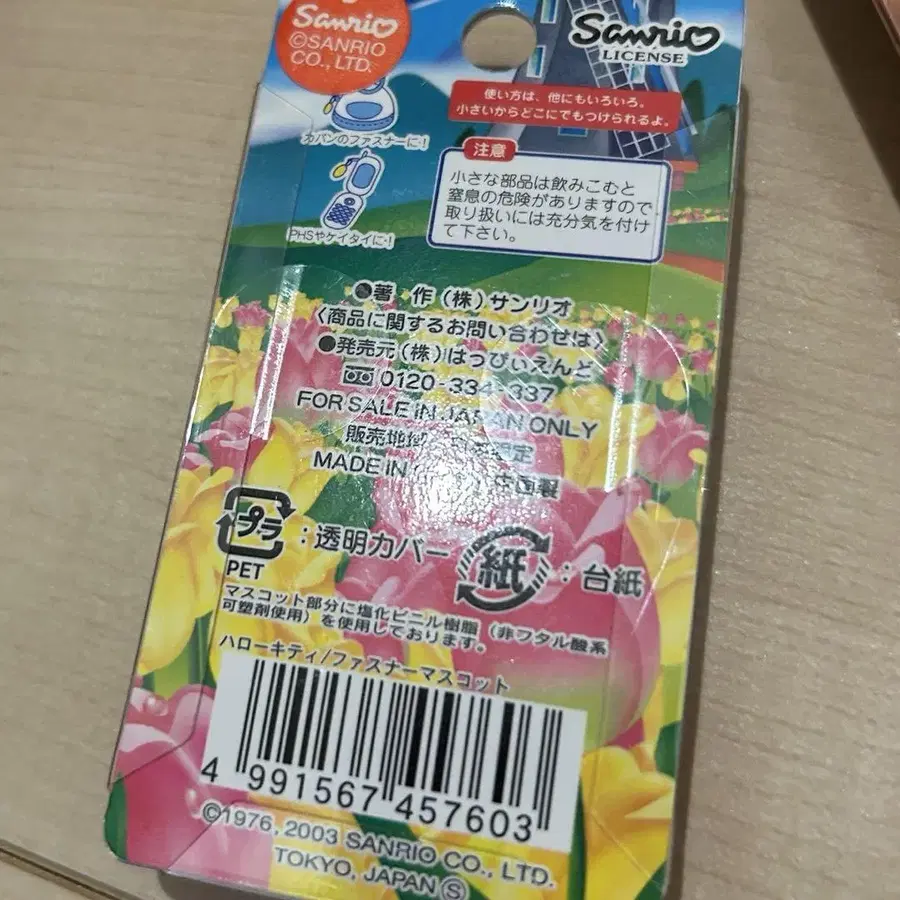 Sanrio
©SANRIO
CO., LTD.
Sanrio
LICENSE
使い方は、他にもいろいろ。
小さいからどこにでもつけられるよ。
カバンのファスナーに!
PHSやケイタイに!
注意
小さな部品は飲みこむと
窒息の危険がありますので
取り扱いには充分気を付け
て下さい。
●著 作(株)サンリオ
〈商品に関するお問い合わせは〉
●発売元(株)はっぴぃえんど
0120-334-337
FOR SALE IN JAPAN ONLY
販売地域
定
MADE IN
中国製
プラ
PET
:透明カバー
紙
:台紙
マスコット部分に塩化ビニル樹脂(非フタル酸系
可塑剤使用)を使用しております。
ハローキティ/ファスナーマスコット
4 991567 457603
©1976, 2003 SANRIO CO., LTD.
TOKYO, JAPAN Ⓢ